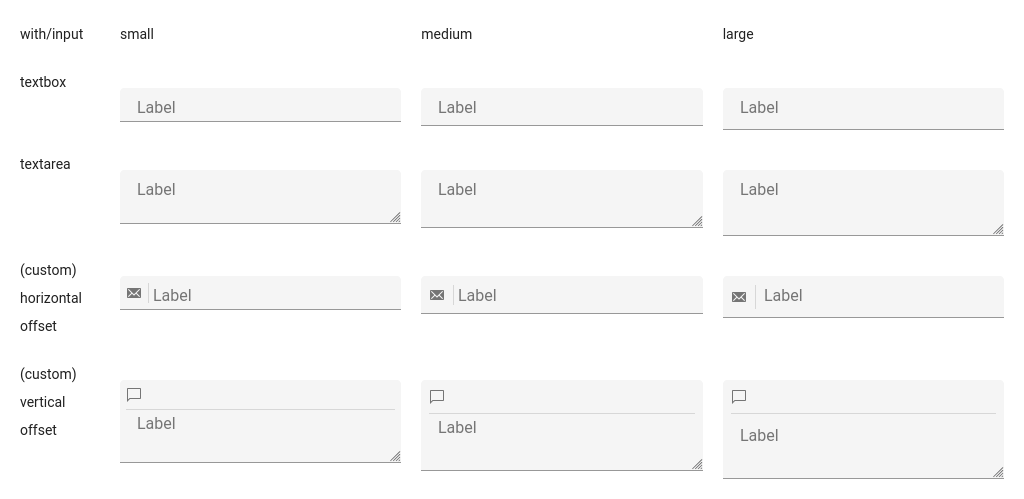 with/input small medium large
textbox
Label Label Label
textarea
Label Label Label
(custom)
horizontal
offset
Label Label Label
(custom)
vertical
offset
Label Label Label